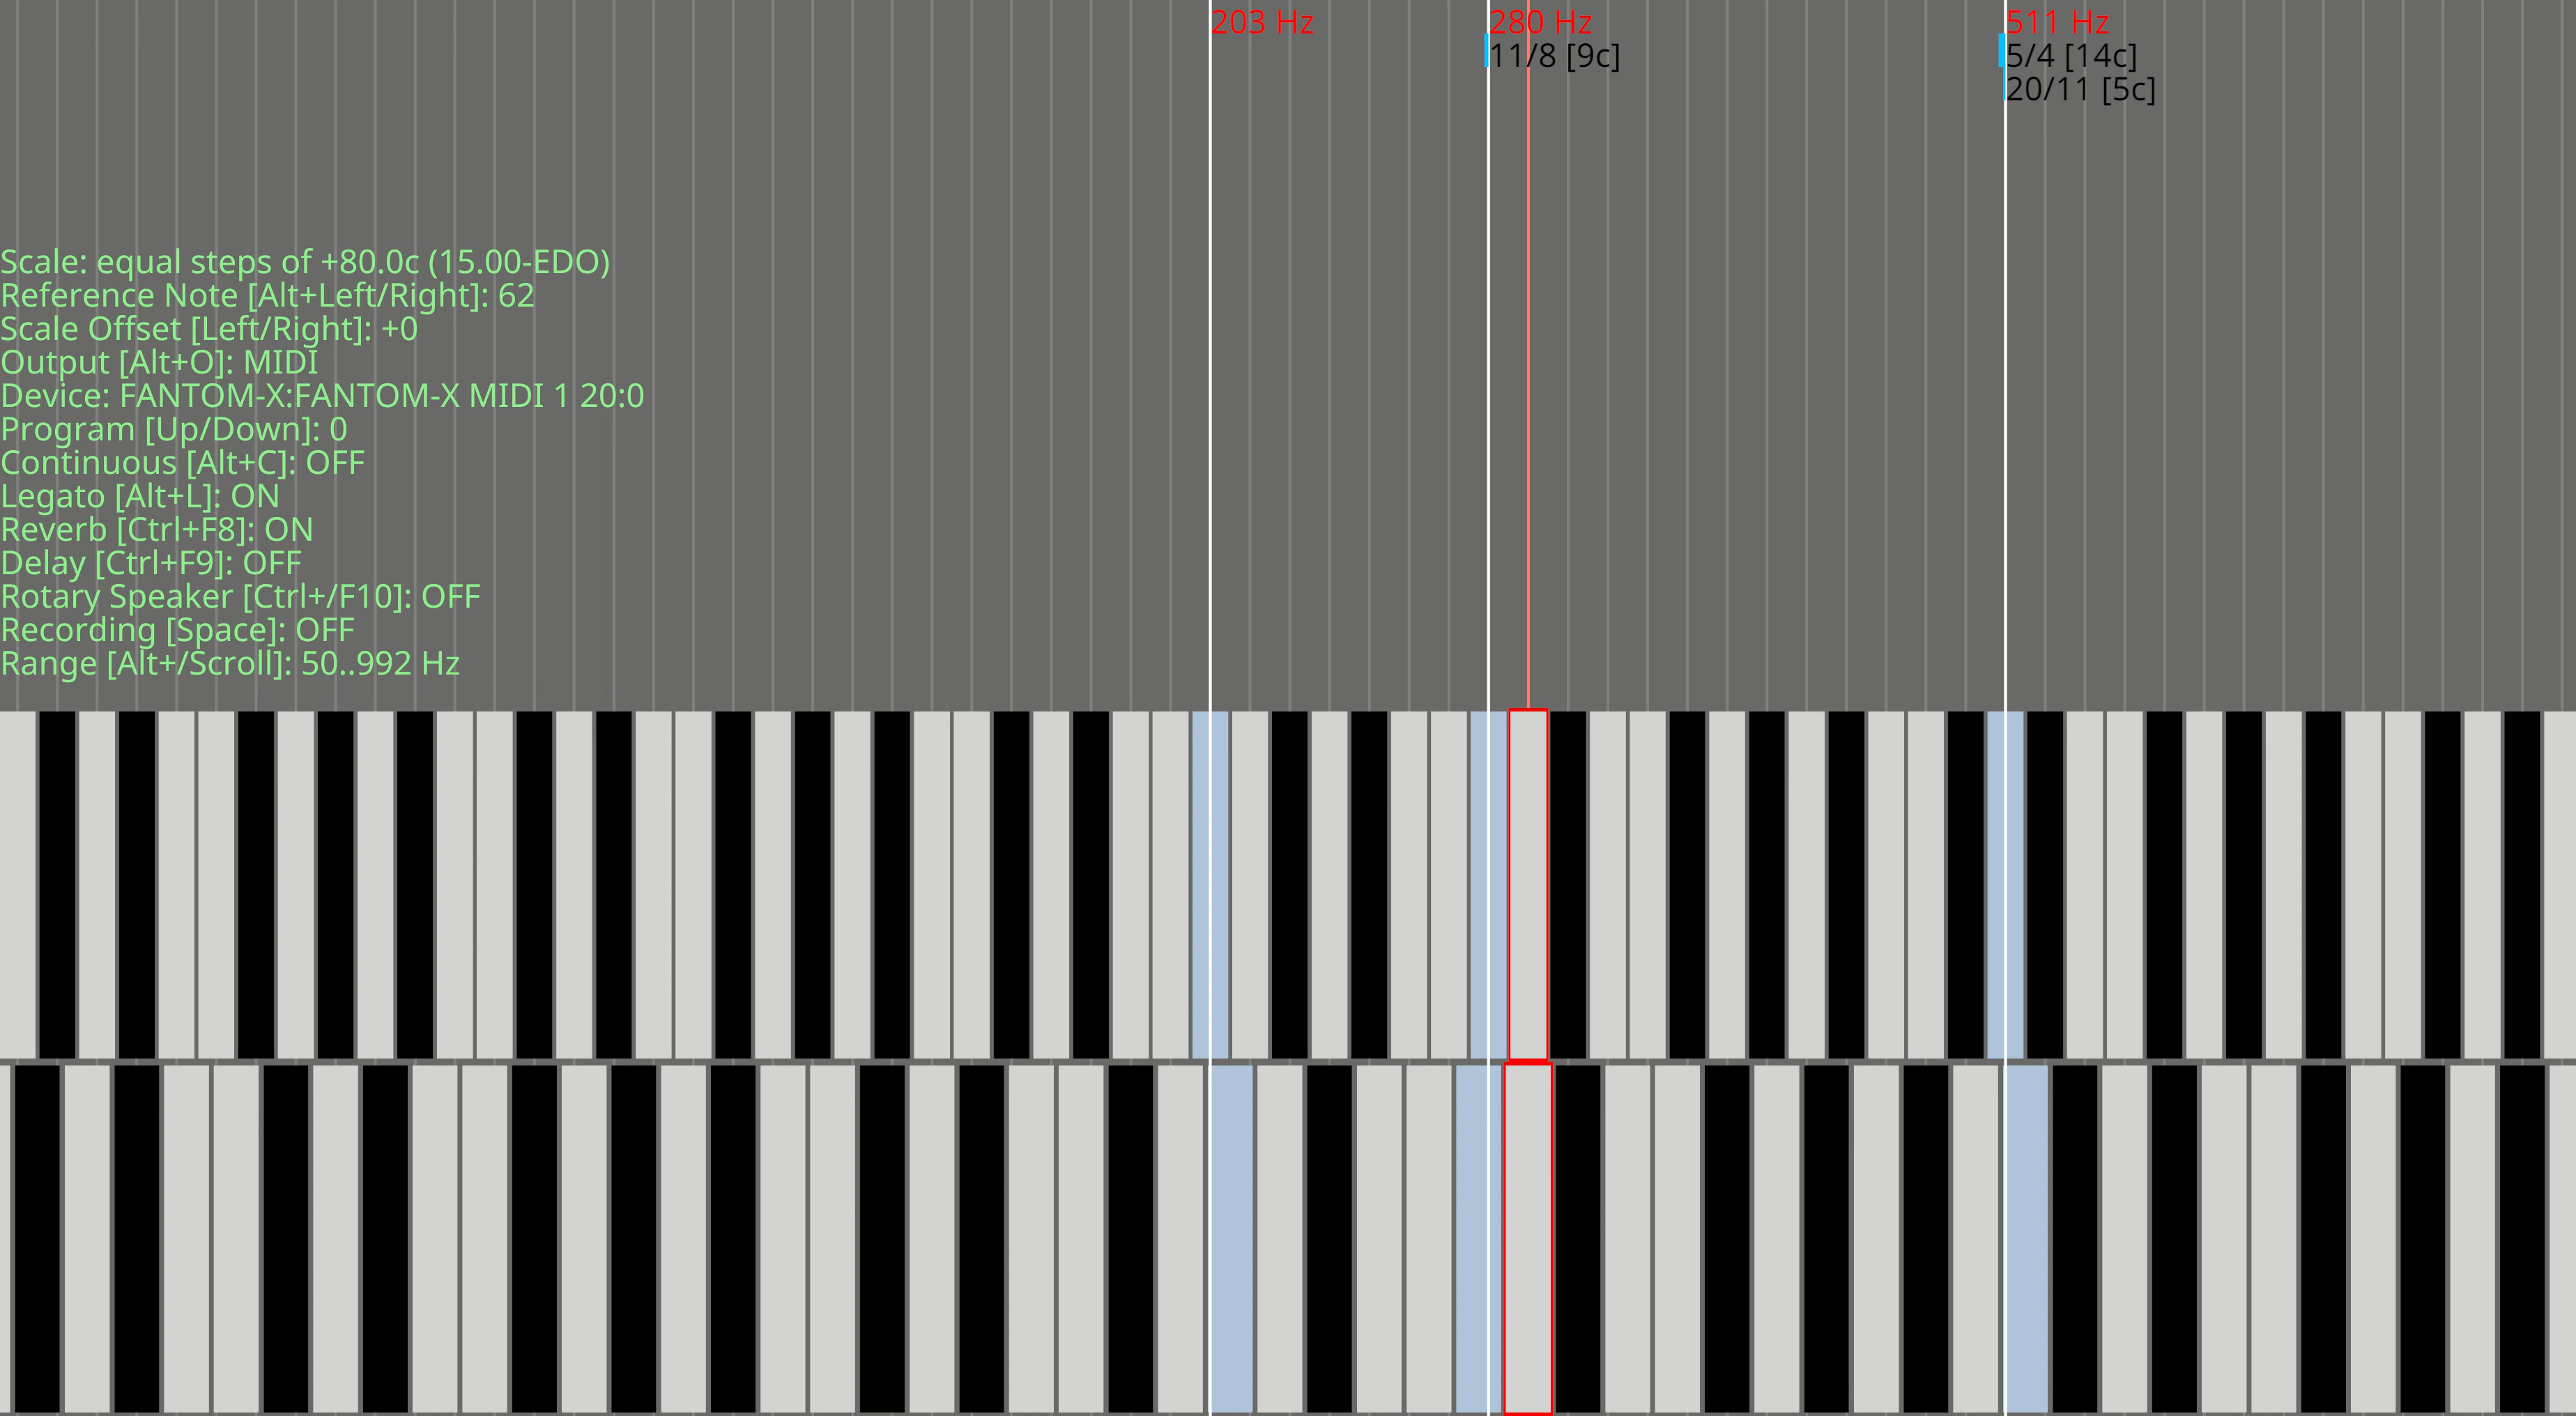 203 Hz
280 Hz
511 Hz
11/8 [9c]
5/4 [14c]
20/11 [5c]
Scale: equal steps of +80.0c (15.00-EDO)
Reference Note [Alt+Left/Right]: 62
Scale Offset [Left/Right]: +0
Output [Alt+O]: MIDI
Device: FANTOM-X:FANTOM-X MIDI 1 20:0
Program [Up/Down]: 0
Continuous [Alt+C]: OFF
Legato [Alt+L]: ON
Reverb [Ctrl+F8]: ON
Delay [Ctrl+F9]: OFF
Rotary Speaker [Ctrl+/F10]: OFF
Recording [Space]: OFF
Range [Alt+/Scroll]: 50..992 Hz